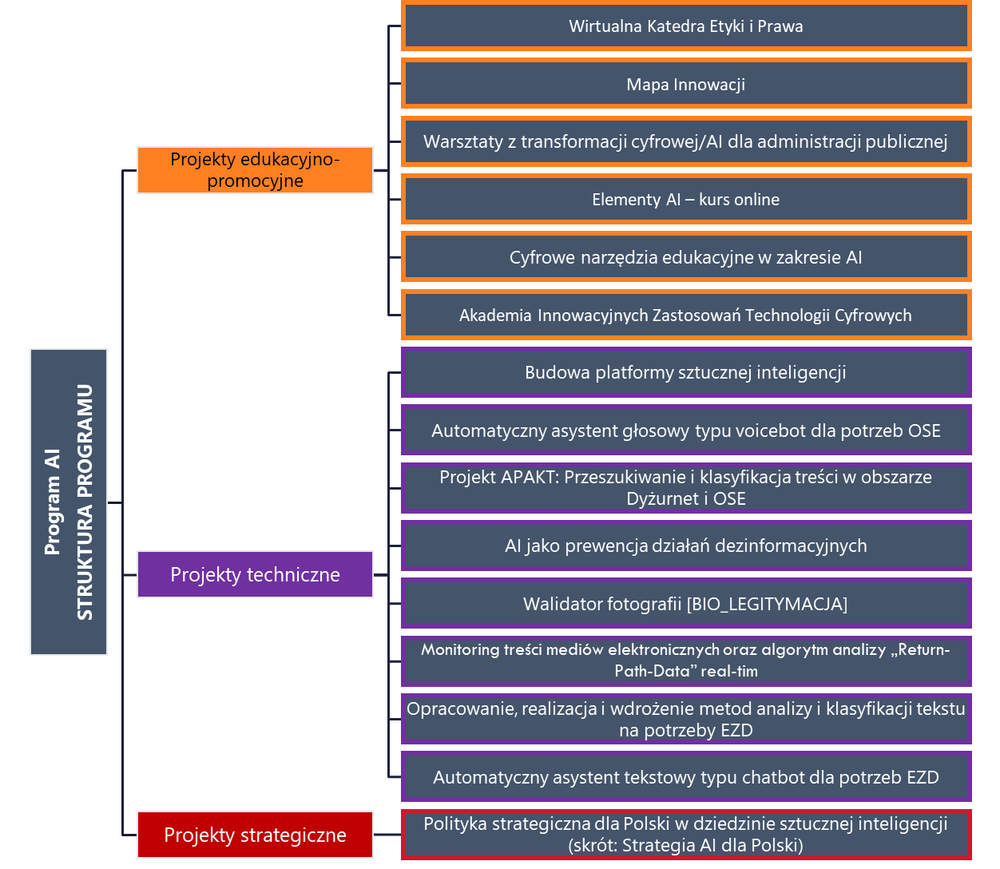 Program AI
STRUKTURA PROGRAMU
Projekty edukacyjno-
promocyjne
Wirtualna Katedra Etyki i Prawa
Mapa Innowacji
Warsztaty z transformacji cyfrowej/AI dla administracji publicznej
Elementy AI – kurs online
Cyfrowe narzędzia edukacyjne w zakresie AI
Akademia Innowacyjnych Zastosowań Technologii Cyfrowych
Projekty techniczne
Budowa platformy sztucznej inteligencji
Automatyczny asystent głosowy typu voicebot dla potrzeb OSE
Projekt APAKT: Przeszukiwanie i klasyfikacja treści w obszarze
Dyżurnet i OSE
AI jako prewencja działań dezinformacyjnych
Walidator fotografii [BIO_LEGITYMACJA]
Monitoring treści mediów elektronicznych oraz algorytm analizy „Return-
Path-Data” real-tim
Opracowanie, realizacja i wdrożenie metod analizy i klasyfikacji tekstu
na potrzeby EZD
Automatyczny asystent tekstowy typu chatbot dla potrzeb EZD
Projekty strategiczne
Polityka strategiczna dla Polski w dziedzinie sztucznej inteligencji
(skrót: Strategia AI dla Polski)